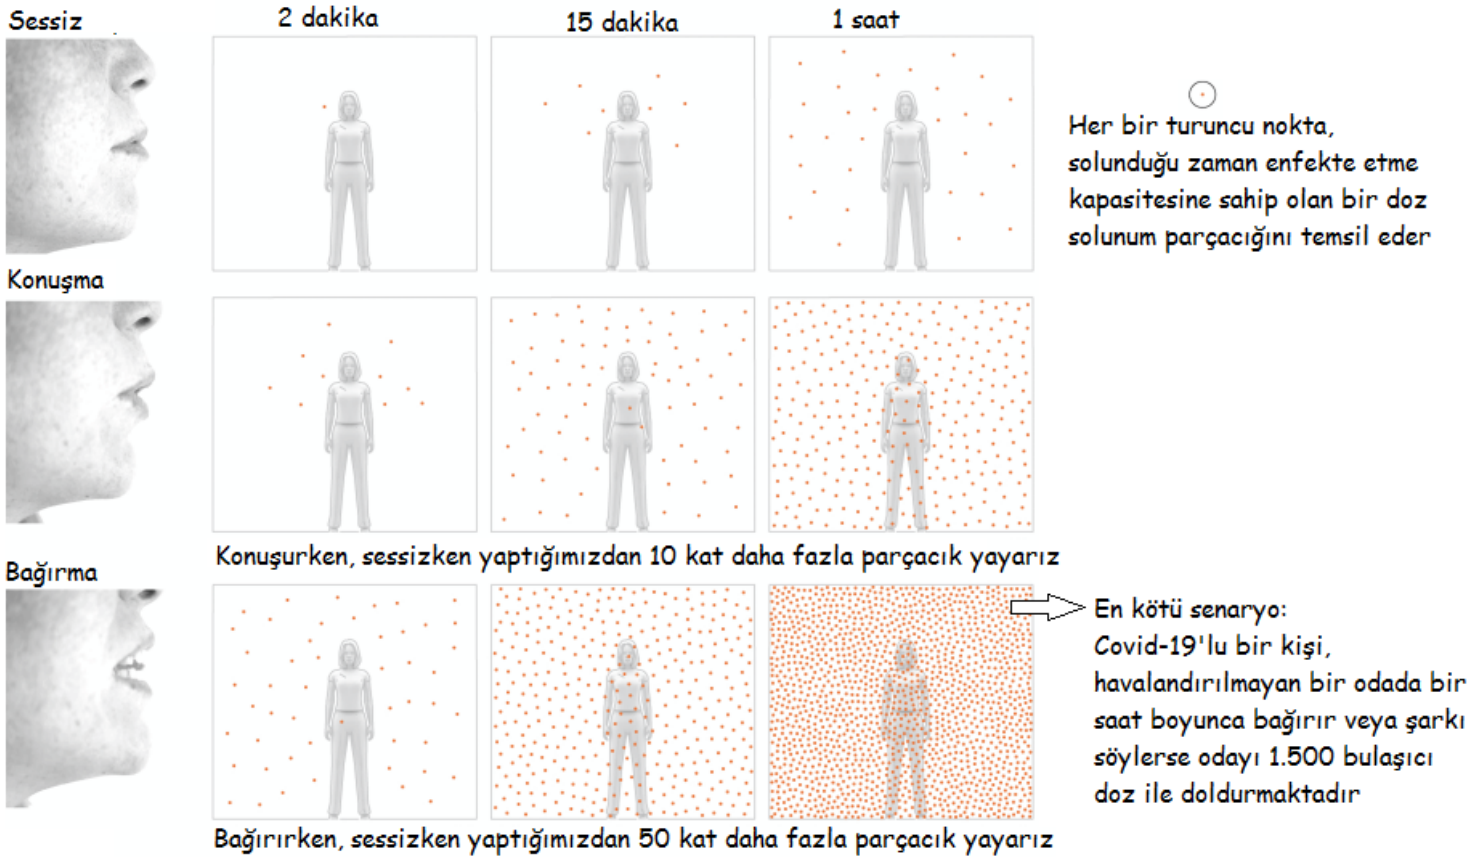 Sessiz
2 dakika
15 dakika
1 saat
Her bir turuncu nokta,
solunduğu zaman enfekte etme
kapasitesine sahip olan bir doz
solunum parçacığını temsil eder
Konuşma
Konuşurken, sessizken yaptığımızdan 10 kat daha fazla parçacık yayarız
Bağırma
En kötü senaryo:
Covid-19'lu bir kişi,
havalandırılmayan bir odada bir
saat boyunca bağırır veya şarkı
söylerse odayı 1.500 bulaşıcı
doz ile doldurmaktadır
Bağırırken, sessizken yaptığımızdan 50 kat daha fazla parçacık yayarız